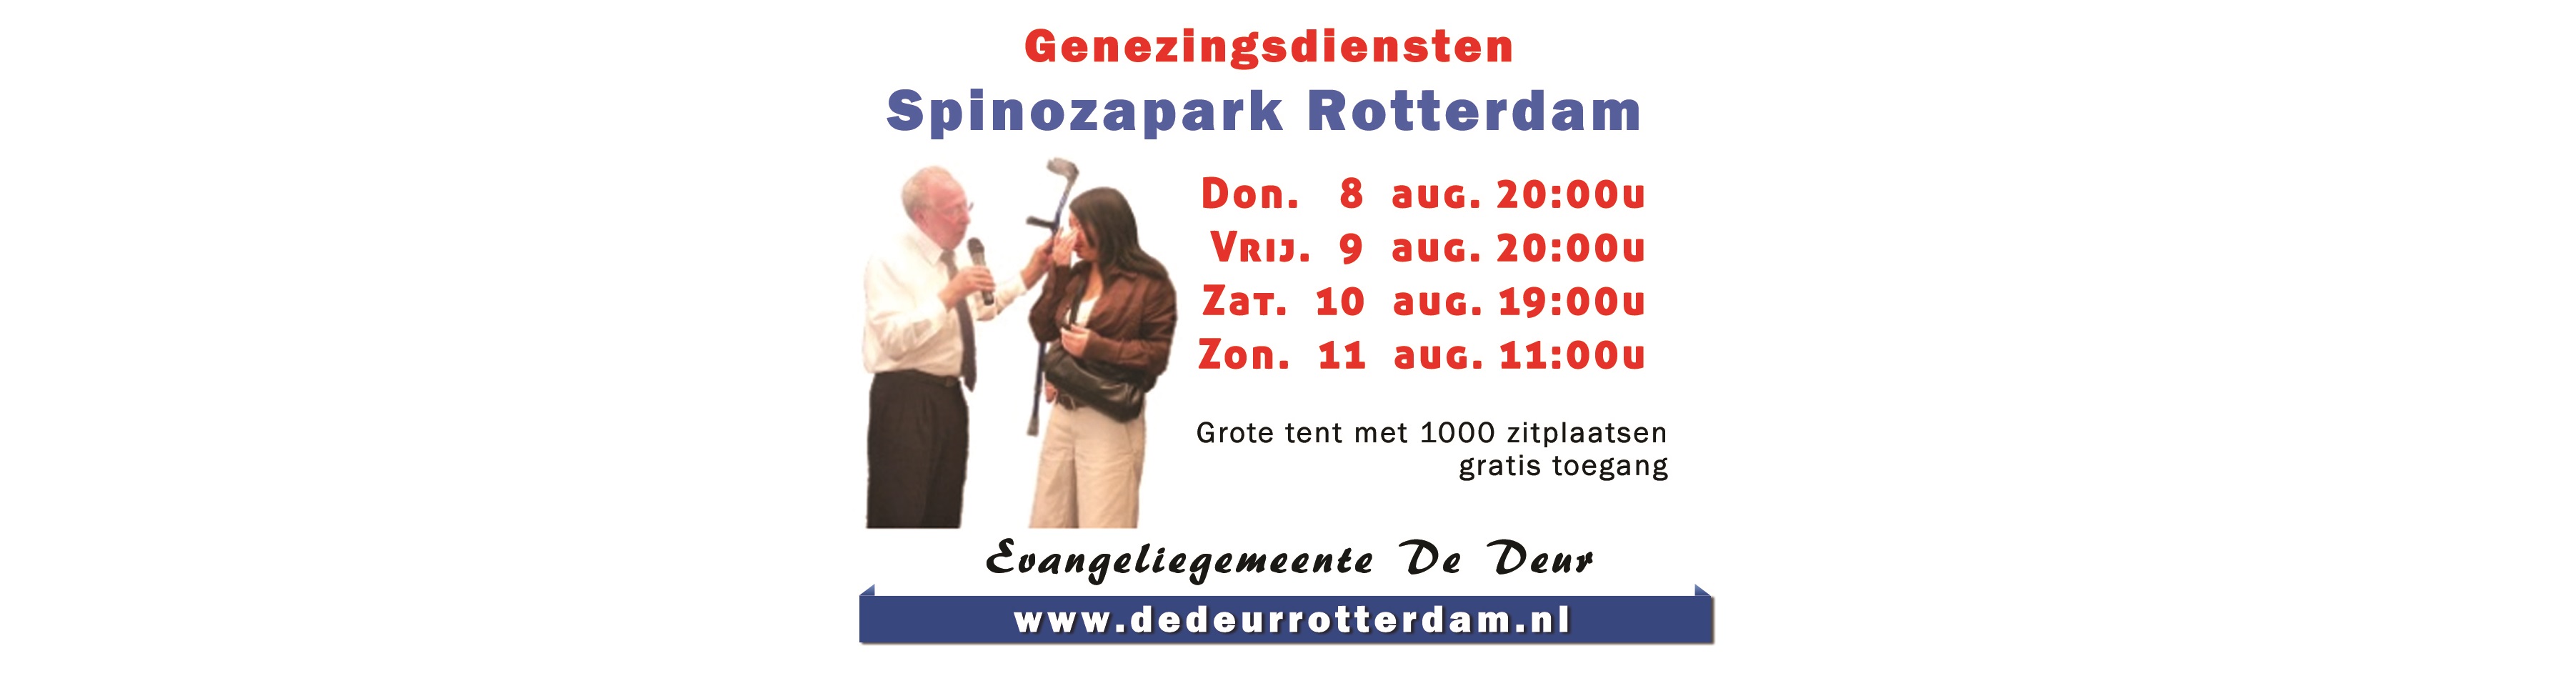 Genezingsdiensten
Spinozapark Rotterdam
Don. 8 aug. 20:00u
Vrij. 9 aug. 20:00u
Zat. 10 aug. 19:00u
Zon. 11 aug. 11:00u
Grote tent met 1000 zitplaatsen
gratis toegang
Evangeliegemeente De Deur
www.dedeurrotterdam.nl